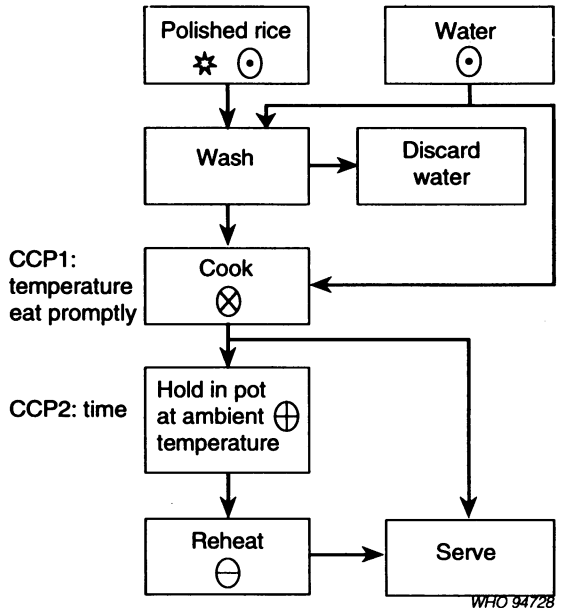 Polished rice
Water
Wash
Discard
water
CCP1:
temperature
eat promptly
Cook
CCP2: time
Hold in pot
at ambient
temperature
Reheat
Serve
WHO 94728